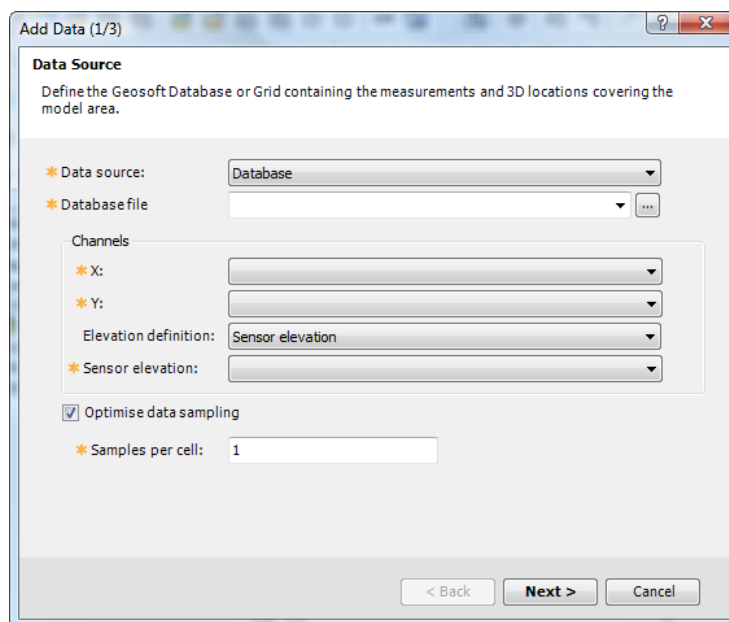 Add Data (1/3)
?
X
Data Source
Define the Geosoft Database or Grid containing the measurements and 3D locations covering the
model area.
* Data source: Database
* Database file ...
Channels
* X:
* Y:
Elevation definition: Sensor elevation
* Sensor elevation:
Optimise data sampling
* Samples per cell: 1
< Back Next > Cancel